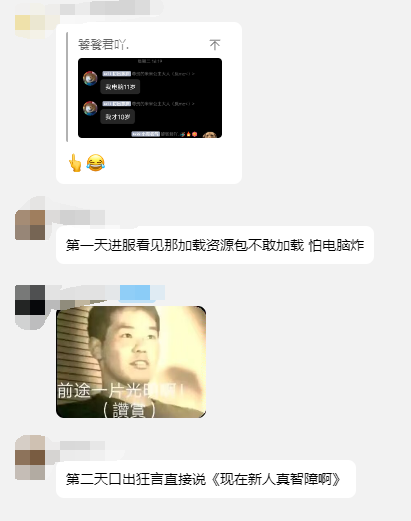 饕餮君吖.
我电脑11岁
我才10岁
第一天进服看见那加载资源包不敢加载 怕电脑炸
前途一片光明啊！
（讚賞）
第二天口出狂言直接说《现在新人真智障啊》